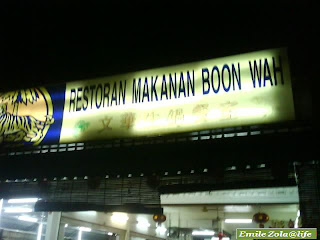 RESTORAN MAKANAN BOON WAH
Emile Zola@life